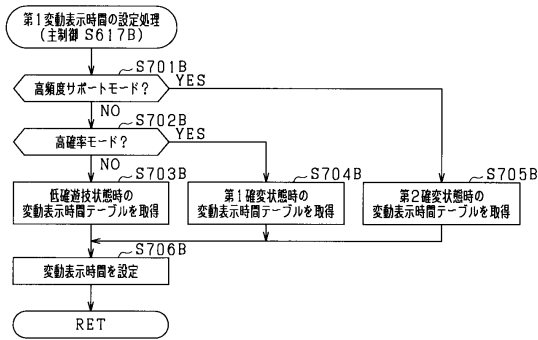 第1変動表示時間の設定処理
(主制御 S617B)
S701B
高頻度サポートモード?
YES
NO
S702B
高確率モード?
YES
NO
S703B
低確遊技状態時の
変動表示時間テーブルを取得
S704B
第1確変状態時の
変動表示時間テーブルを取得
S705B
第2確変状態時の
変動表示時間テーブルを取得
S706B
変動表示時間を設定
RET